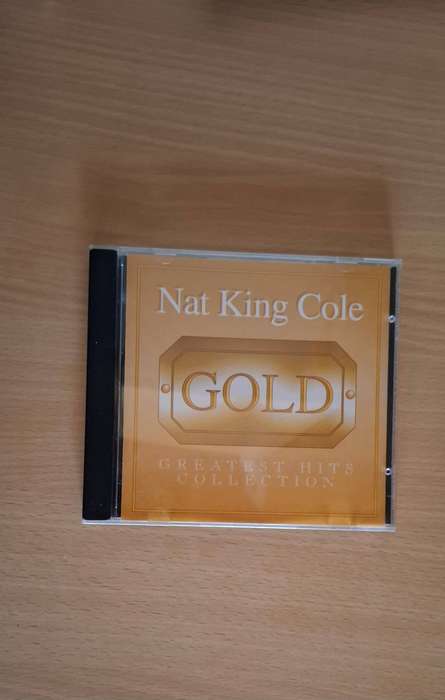 Nat King Cole
GOLD
GREATEST HITS
COLLECTION